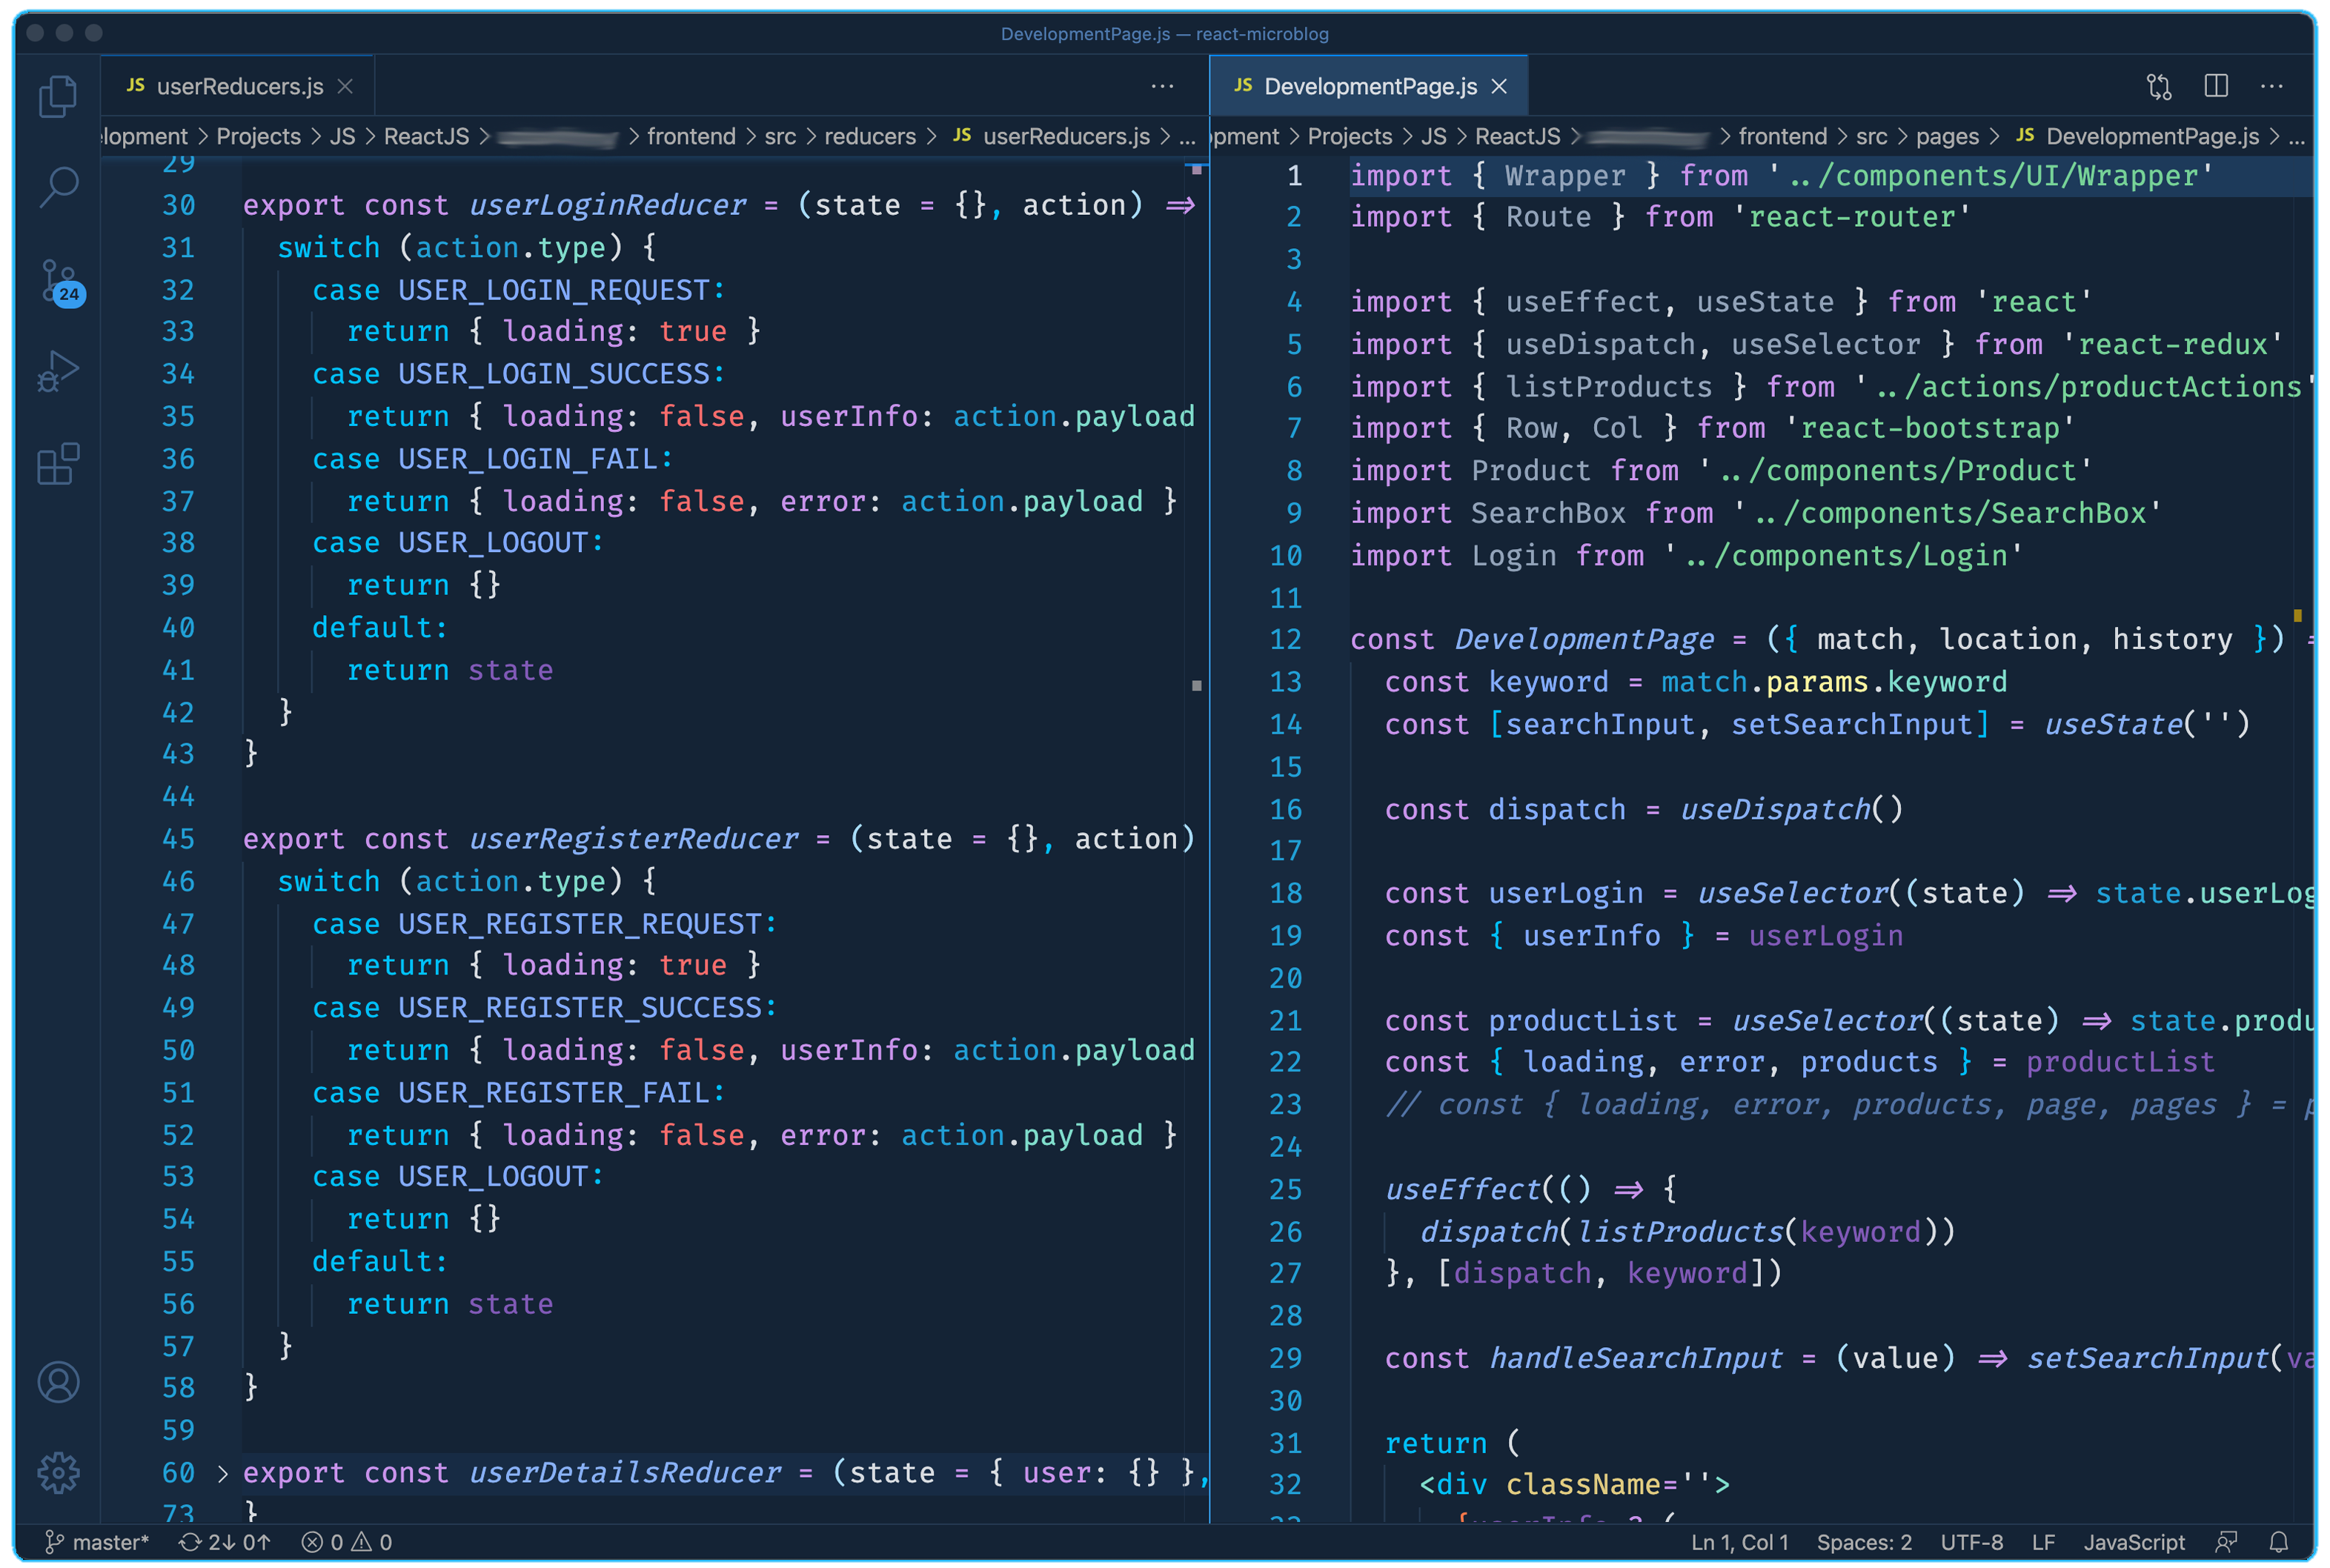 DevelopmentPage.js — react-microblog
JS userReducers.js
elopment > Projects > JS > ReactJS > > frontend > src > reducers > JS userReducers.js > ...
29
30 export const userLoginReducer = (state = {}, action) =>
31 switch (action.type) {
32 case USER_LOGIN_REQUEST:
33 return { loading: true }
34 case USER_LOGIN_SUCCESS:
35 return { loading: false, userInfo: action.payload
36 case USER_LOGIN_FAIL:
37 return { loading: false, error: action.payload }
38 case USER_LOGOUT:
39 return {}
40 default:
41 return state
42 }
43 }
44
45 export const userRegisterReducer = (state = {}, action)
46 switch (action.type) {
47 case USER_REGISTER_REQUEST:
48 return { loading: true }
49 case USER_REGISTER_SUCCESS:
50 return { loading: false, userInfo: action.payload
51 case USER_REGISTER_FAIL:
52 return { loading: false, error: action.payload }
53 case USER_LOGOUT:
54 return {}
55 default:
56 return state
57 }
58 }
59
60 > export const userDetailsReducer = (state = { user: {} },
73 }
JS DevelopmentPage.js
opment > Projects > JS > ReactJS > > frontend > src > pages > JS DevelopmentPage.js > ...
1 import { Wrapper } from '../components/UI/Wrapper'
2 import { Route } from 'react-router'
3
4 import { useEffect, useState } from 'react'
5 import { useDispatch, useSelector } from 'react-redux'
6 import { listProducts } from '../actions/productActions'
7 import { Row, Col } from 'react-bootstrap'
8 import Product from '../components/Product'
9 import SearchBox from '../components/SearchBox'
10 import Login from '../components/Login'
11
12 const DevelopmentPage = ({ match, location, history }) =
13 const keyword = match.params.keyword
14 const [searchInput, setSearchInput] = useState('')
15
16 const dispatch = useDispatch()
17
18 const userLogin = useSelector((state) => state.userLog
19 const { userInfo } = userLogin
20
21 const productList = useSelector((state) => state.produ
22 const { loading, error, products } = productList
23 // const { loading, error, products, page, pages } = p
24
25 useEffect(() => {
26 dispatch(listProducts(keyword))
27 }, [dispatch, keyword])
28
29 const handleSearchInput = (value) => setSearchInput(va
30
31 return (
32 <div className=''>
24
master* 2↓ 0↑ 0 0
Ln 1, Col 1 Spaces: 2 UTF-8 LF JavaScript